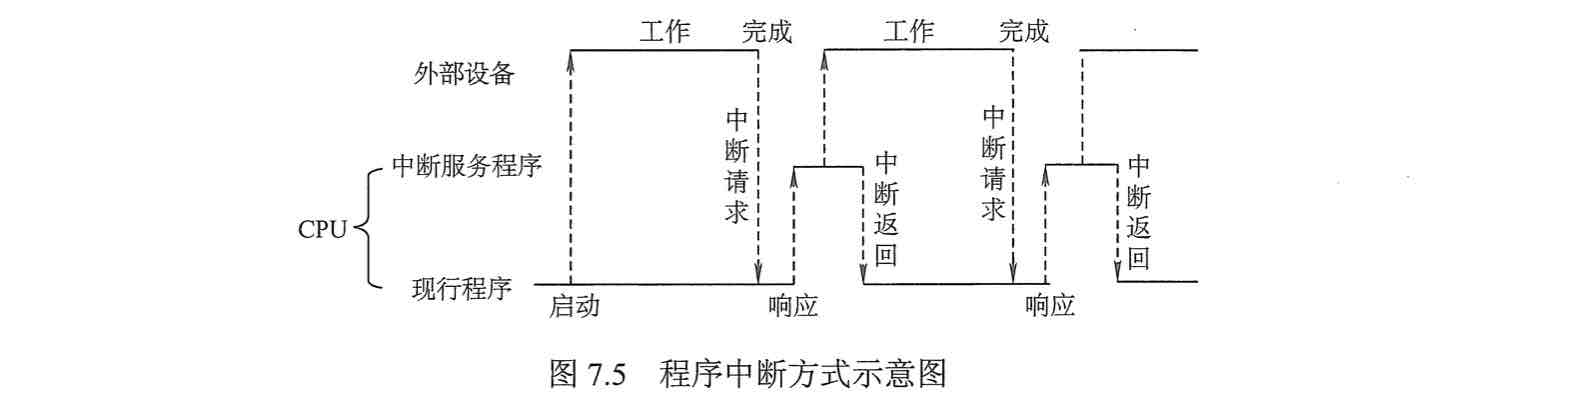 工作 完成 工作 完成
外部设备
中断请求 中断请求
中断服务程序 中断返回 中断返回
CPU
现行程序
启动 响应 响应
图 7.5 程序中断方式示意图